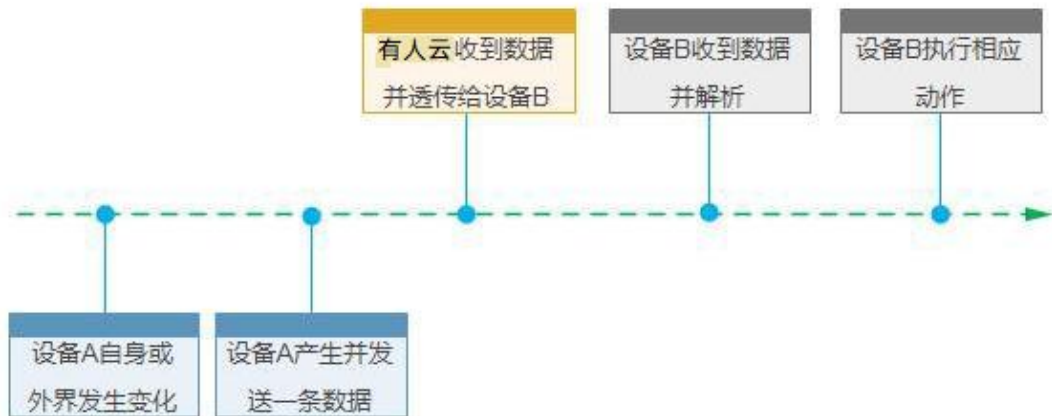 有人云收到数据
并透传给设备B
设备B收到数据
并解析
设备B执行相应
动作
设备A自身或
外界发生变化
设备A产生并发
送一条数据